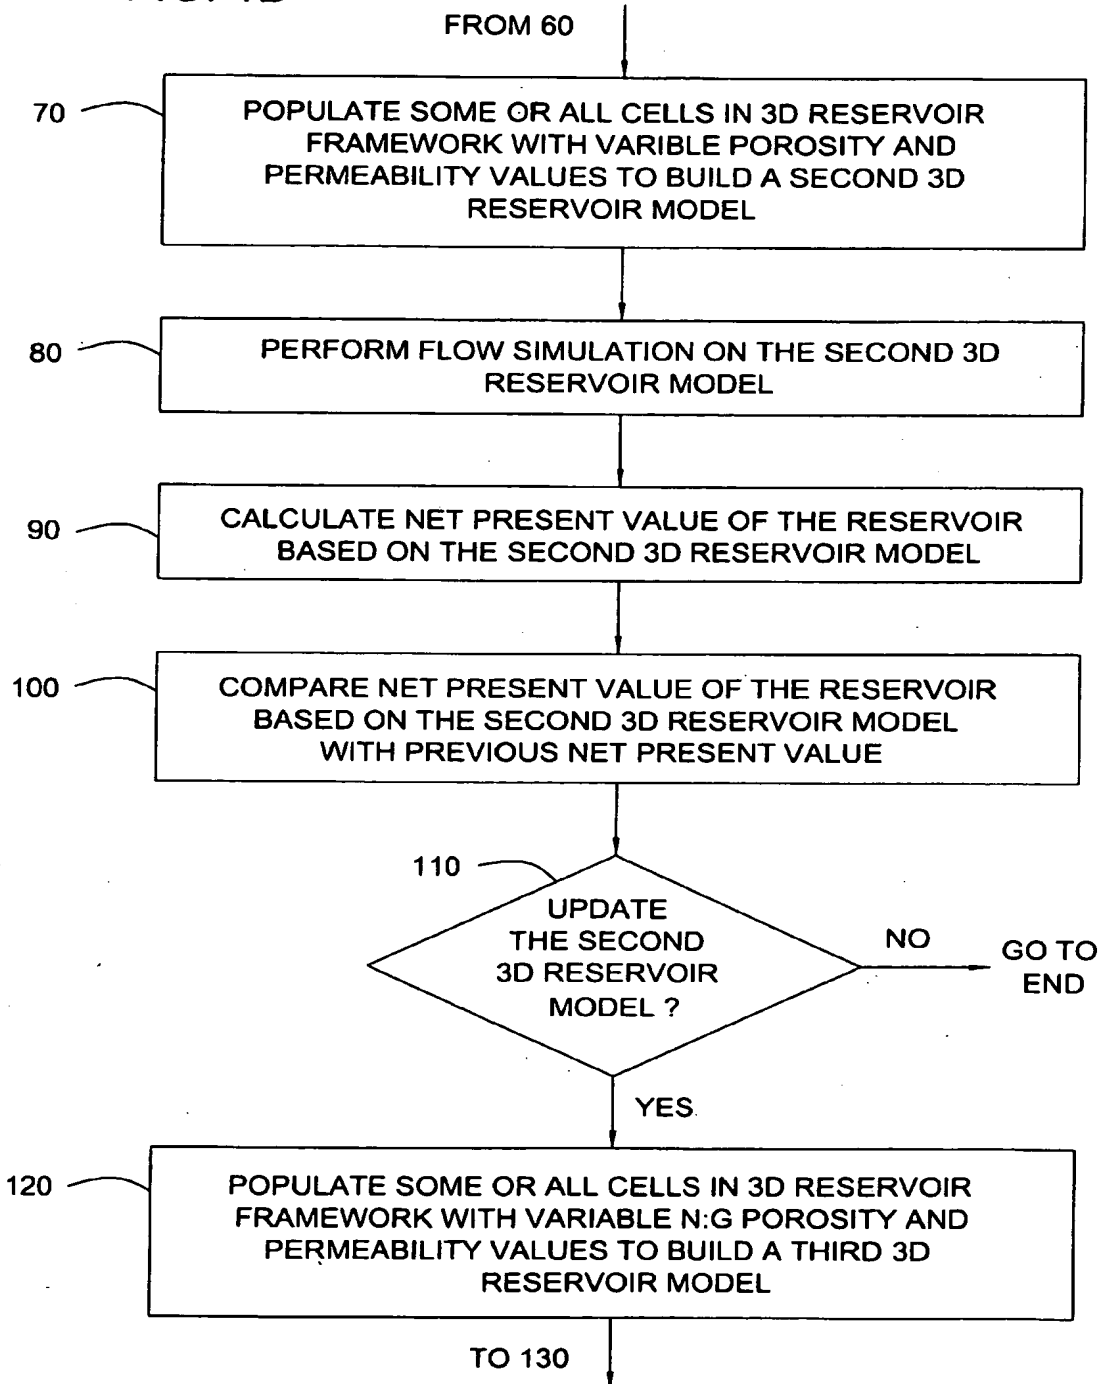 FROM 60
70
POPULATE SOME OR ALL CELLS IN 3D RESERVOIR
FRAMEWORK WITH VARIBLE POROSITY AND
PERMEABILITY VALUES TO BUILD A SECOND 3D
RESERVOIR MODEL
80
PERFORM FLOW SIMULATION ON THE SECOND 3D
RESERVOIR MODEL
90
CALCULATE NET PRESENT VALUE OF THE RESERVOIR
BASED ON THE SECOND 3D RESERVOIR MODEL
100
COMPARE NET PRESENT VALUE OF THE RESERVOIR
BASED ON THE SECOND 3D RESERVOIR MODEL
WITH PREVIOUS NET PRESENT VALUE
110
UPDATE
THE SECOND
3D RESERVOIR
MODEL ?
NO
GO TO
END
YES
120
POPULATE SOME OR ALL CELLS IN 3D RESERVOIR
FRAMEWORK WITH VARIABLE N:G POROSITY AND
PERMEABILITY VALUES TO BUILD A THIRD 3D
RESERVOIR MODEL
TO 130